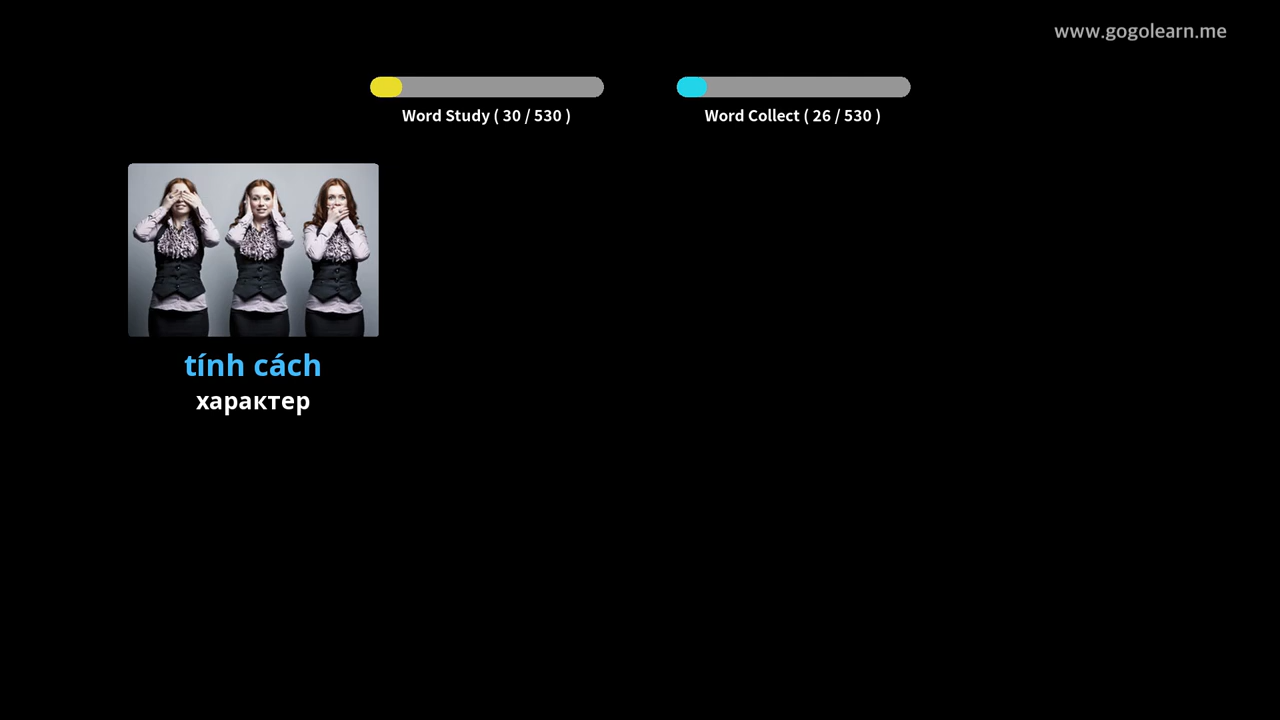 www.gogolearn.me
Word Study ( 30 / 530 )
Word Collect ( 26 / 530 )
tính cách
характер